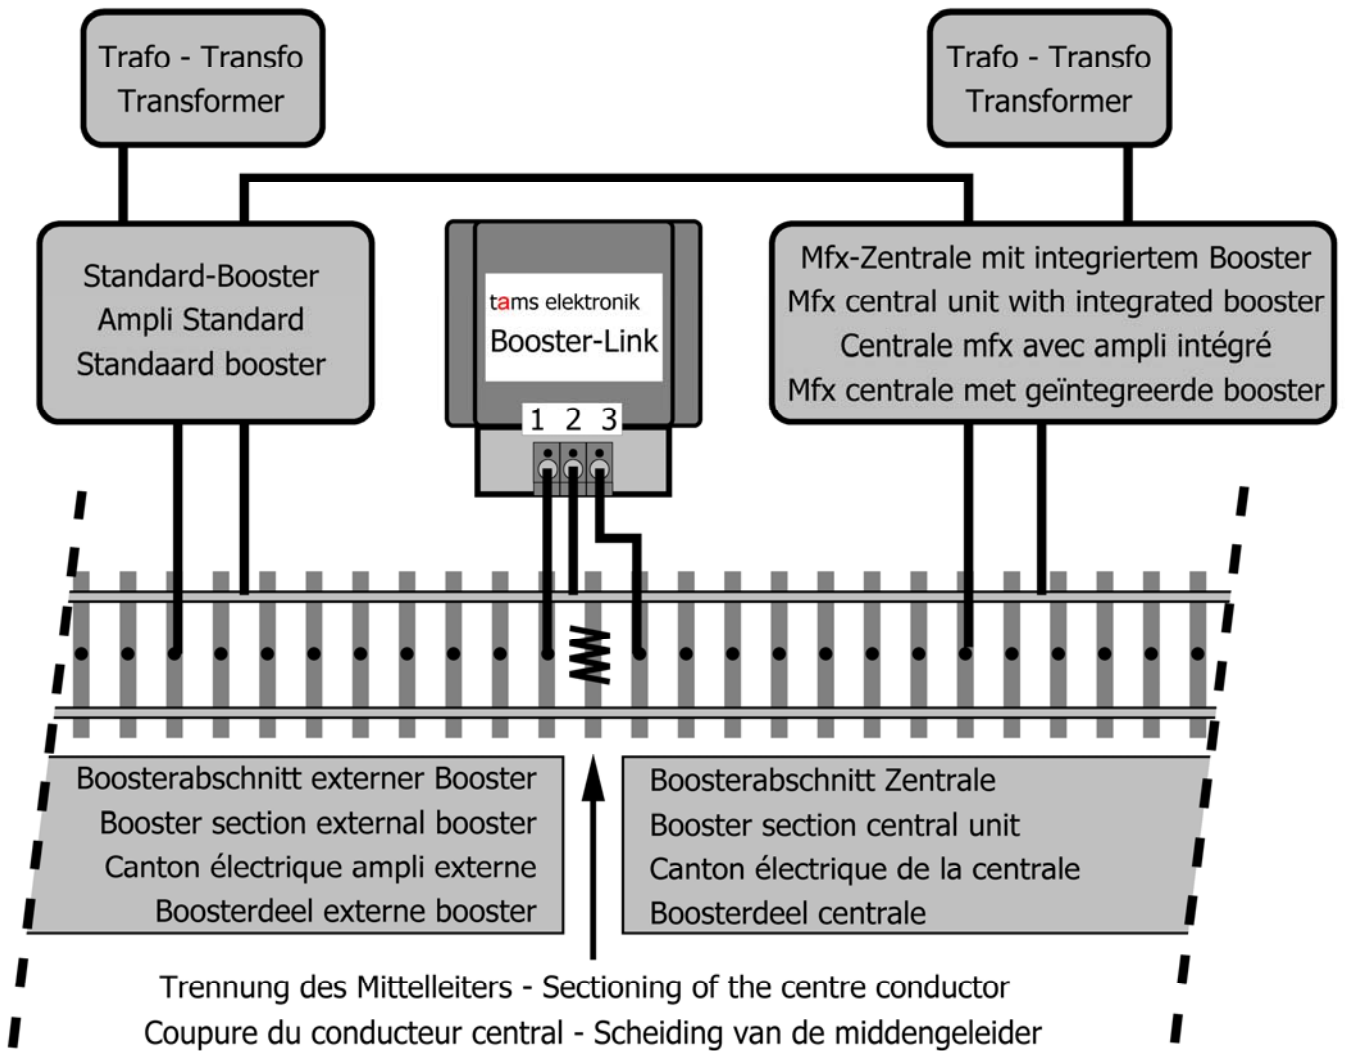 Trafo - Transfo
Transformer
Trafo - Transfo
Transformer
Standard-Booster
Ampli Standard
Standaard booster
tams elektronik
Booster-Link
1 2 3
Mfx-Zentrale mit integriertem Booster
Mfx central unit with integrated booster
Centrale mfx avec ampli intégré
Mfx centrale met geïntegreerde booster
Boosterabschnitt externer Booster
Booster section external booster
Canton électrique ampli externe
Boosterdeel externe booster
Boosterabschnitt Zentrale
Booster section central unit
Canton électrique de la centrale
Boosterdeel centrale
Trennung des Mittelleiters - Sectioning of the centre conductor
Coupure du conducteur central - Scheiding van de middengeleider